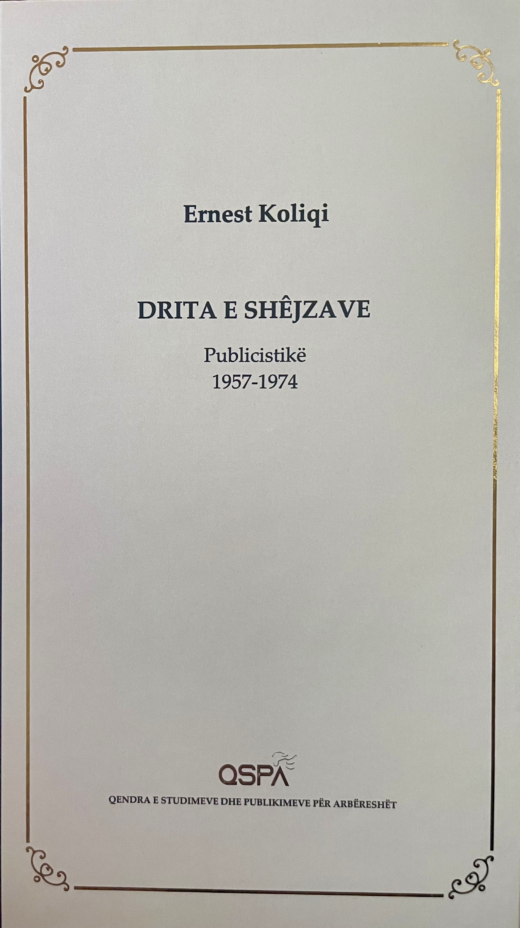 Ernest Koliqi
DRITA E SHÊJZAVE
Publicistikë
1957-1974
QSPA
QENDRA E STUDIMEVE DHE PUBLIKIMEVE PËR ARBËRESHËT